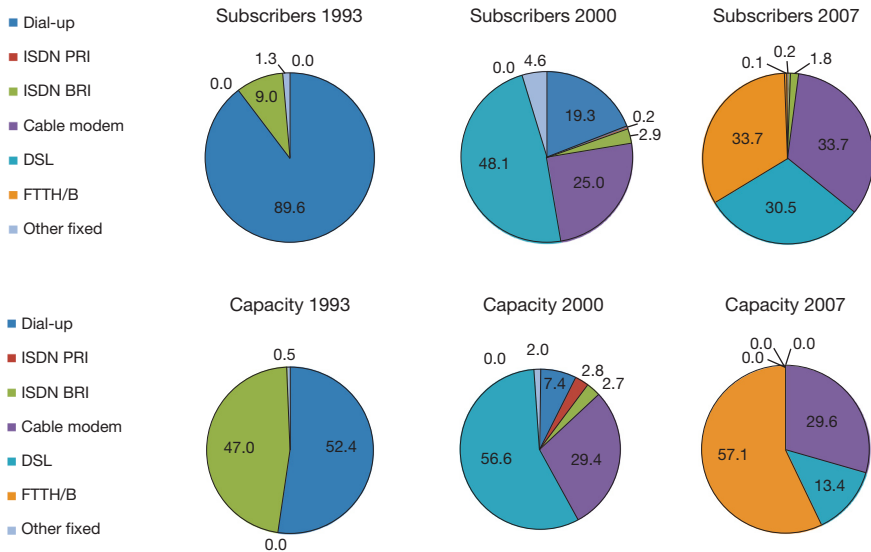 Subscribers 1993
Subscribers 2000
Subscribers 2007
Dial-up
ISDN PRI
ISDN BRI
Cable modem
DSL
FTTH/B
Other fixed
1.3
0.0
0.0
9.0
89.6
4.6
0.0
19.3
0.2
2.9
48.1
25.0
0.2
0.1
1.8
33.7
33.7
30.5
Capacity 1993
Capacity 2000
Capacity 2007
Dial-up
ISDN PRI
ISDN BRI
Cable modem
DSL
FTTH/B
Other fixed
0.5
47.0
52.4
0.0
2.0
0.0
7.4
2.8
2.7
56.6
29.4
0.0
0.0
0.0
29.6
57.1
13.4